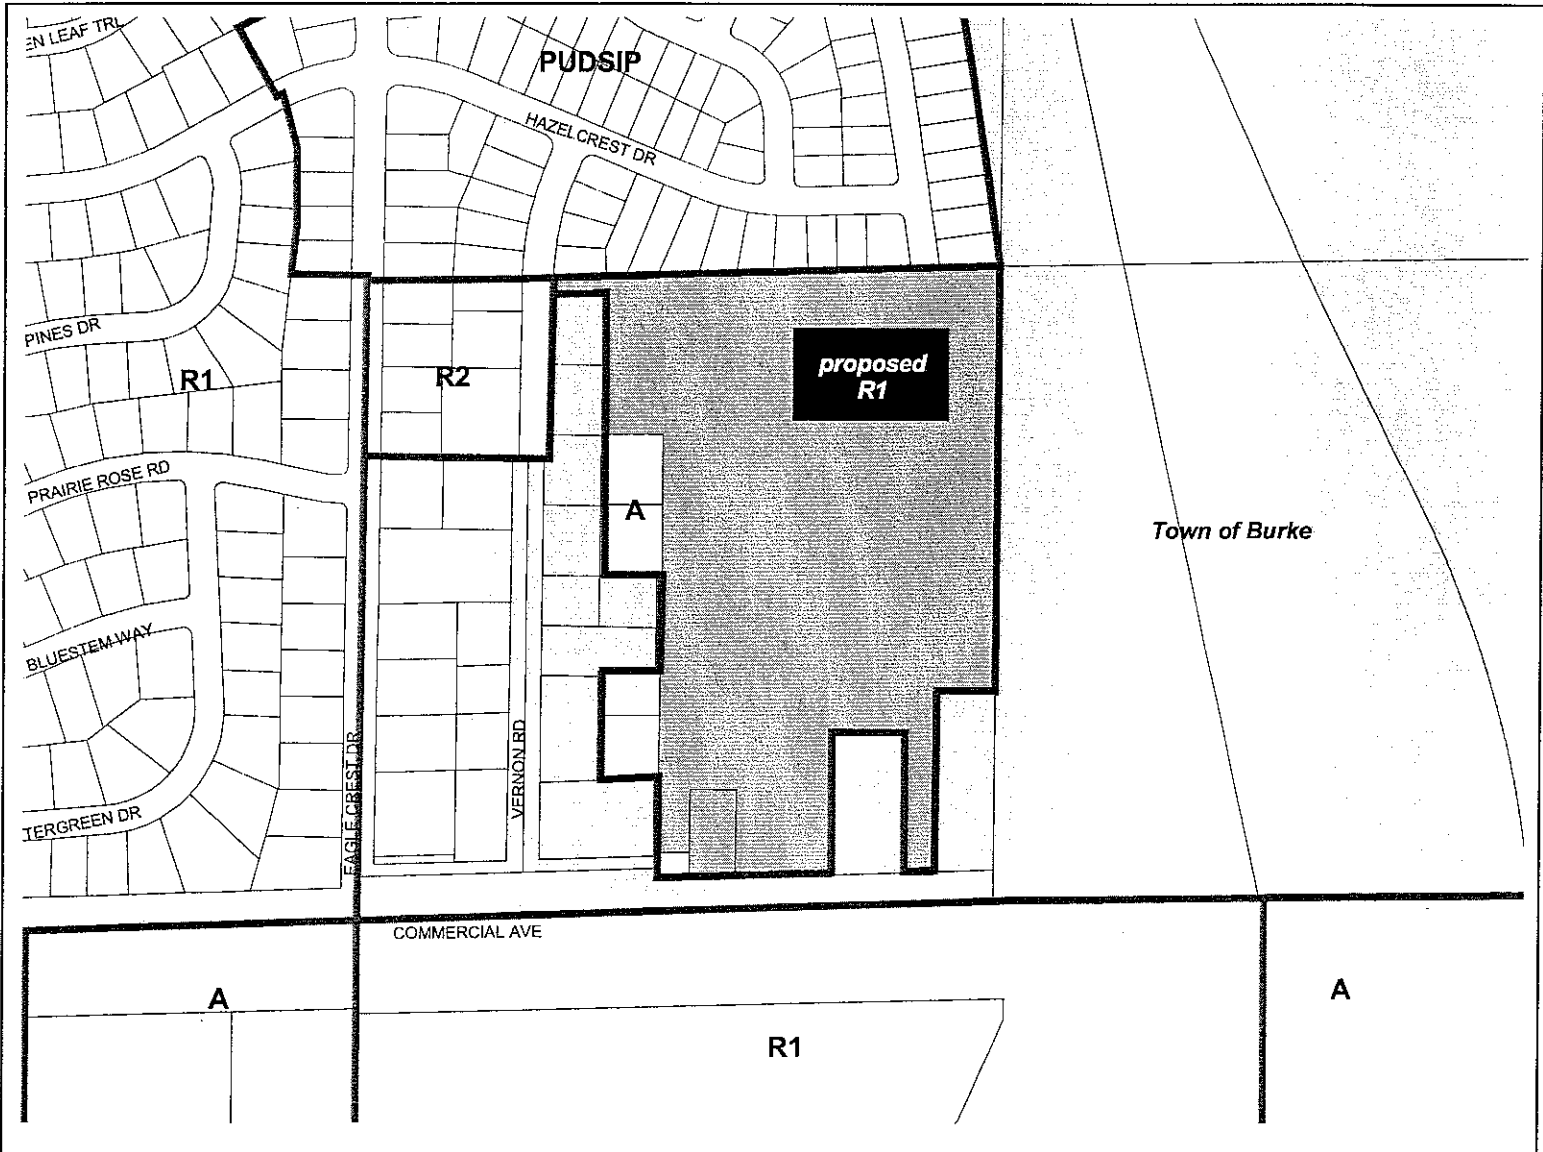 EN LEAF TRL
PUDSIP
HAZELCREST DR
PINES DR
R1
R2
proposed
R1
PRAIRIE ROSE RD
A
Town of Burke
BLUESTEM WAY
EAGLE CREST DR
VERNON RD
TERGREEN DR
COMMERCIAL AVE
A
A
R1